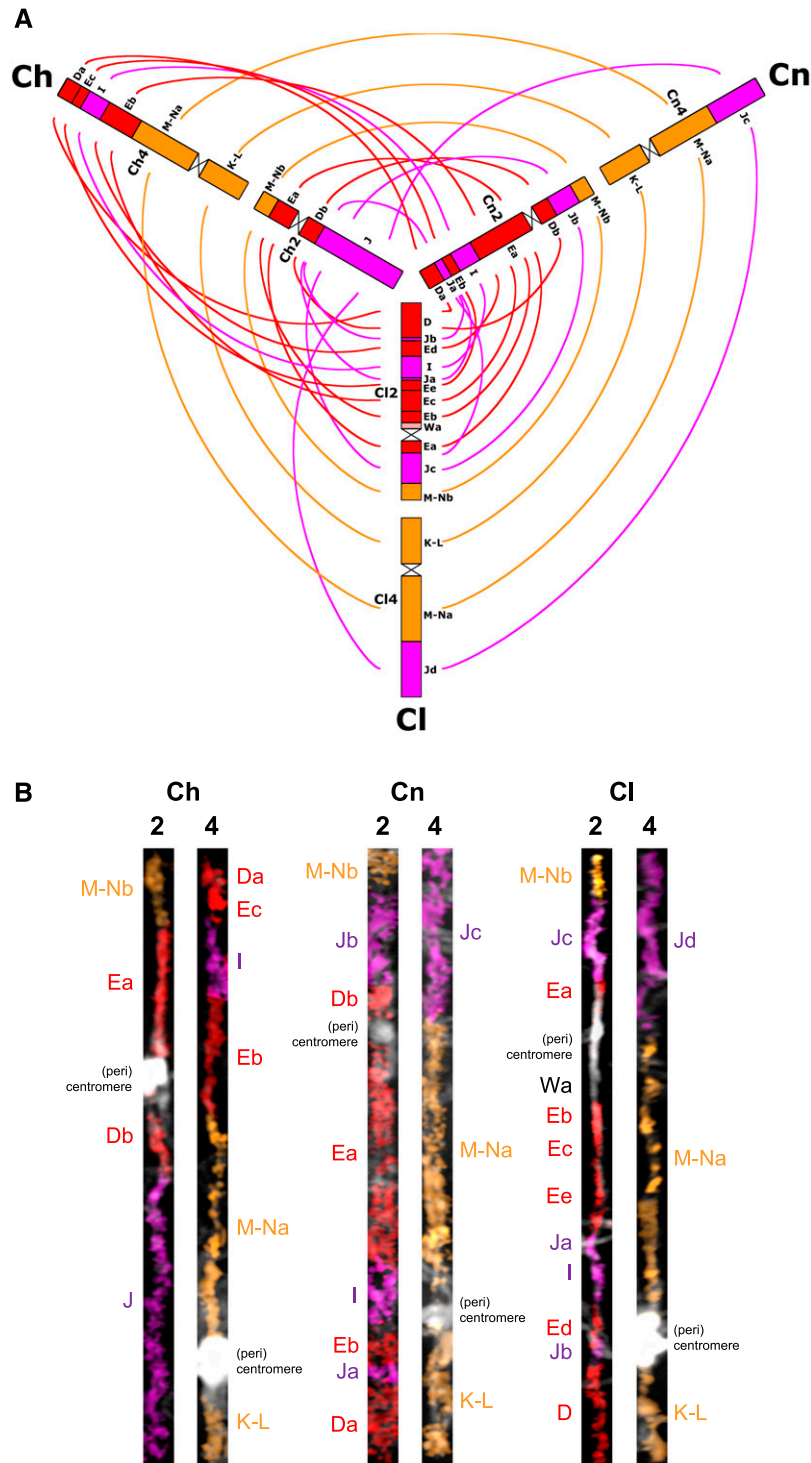 A
Ch
Da
Ec
I
Eb
M-Na
Ch4
K-L
M-Nb
Ea
Db
Ch2
J
Cn
Cn4
Jc
M-Na
K-L
Cn2
M-Nb
Jb
Db
Ea
I
Eb
Ja
Da
D
Jb
Ed
I
Ja
Ee
Cl2
Ec
Eb
Wa
Ea
Jc
M-Nb
K-L
Cl4
M-Na
Jd
Cl
B
Ch
Cn
Cl
2
4
2
4
2
4
M-Nb
Ea
(peri)
centromere
Db
J
Da
Ec
I
Eb
M-Na
(peri)
centromere
K-L
M-Nb
Jb
Db
(peri)
centromere
Ea
I
Eb
Ja
Da
Jc
M-Na
(peri)
centromere
K-L
M-Nb
Jc
Ea
(peri)
centromere
Wa
Eb
Ec
Ee
Ja
I
Ed
Jb
D
Jd
M-Na
(peri)
centromere
K-L